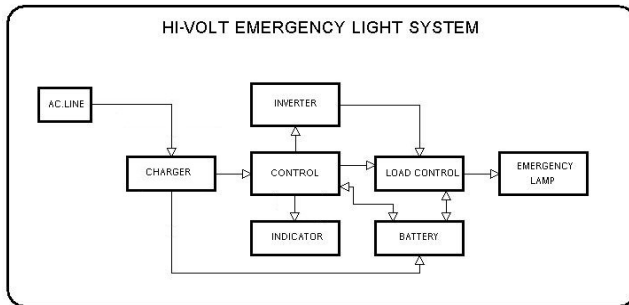 HI-VOLT EMERGENCY LIGHT SYSTEM
AC.LINE
INVERTER
CHARGER
CONTROL
LOAD CONTROL
EMERGENCY
LAMP
INDICATOR
BATTERY